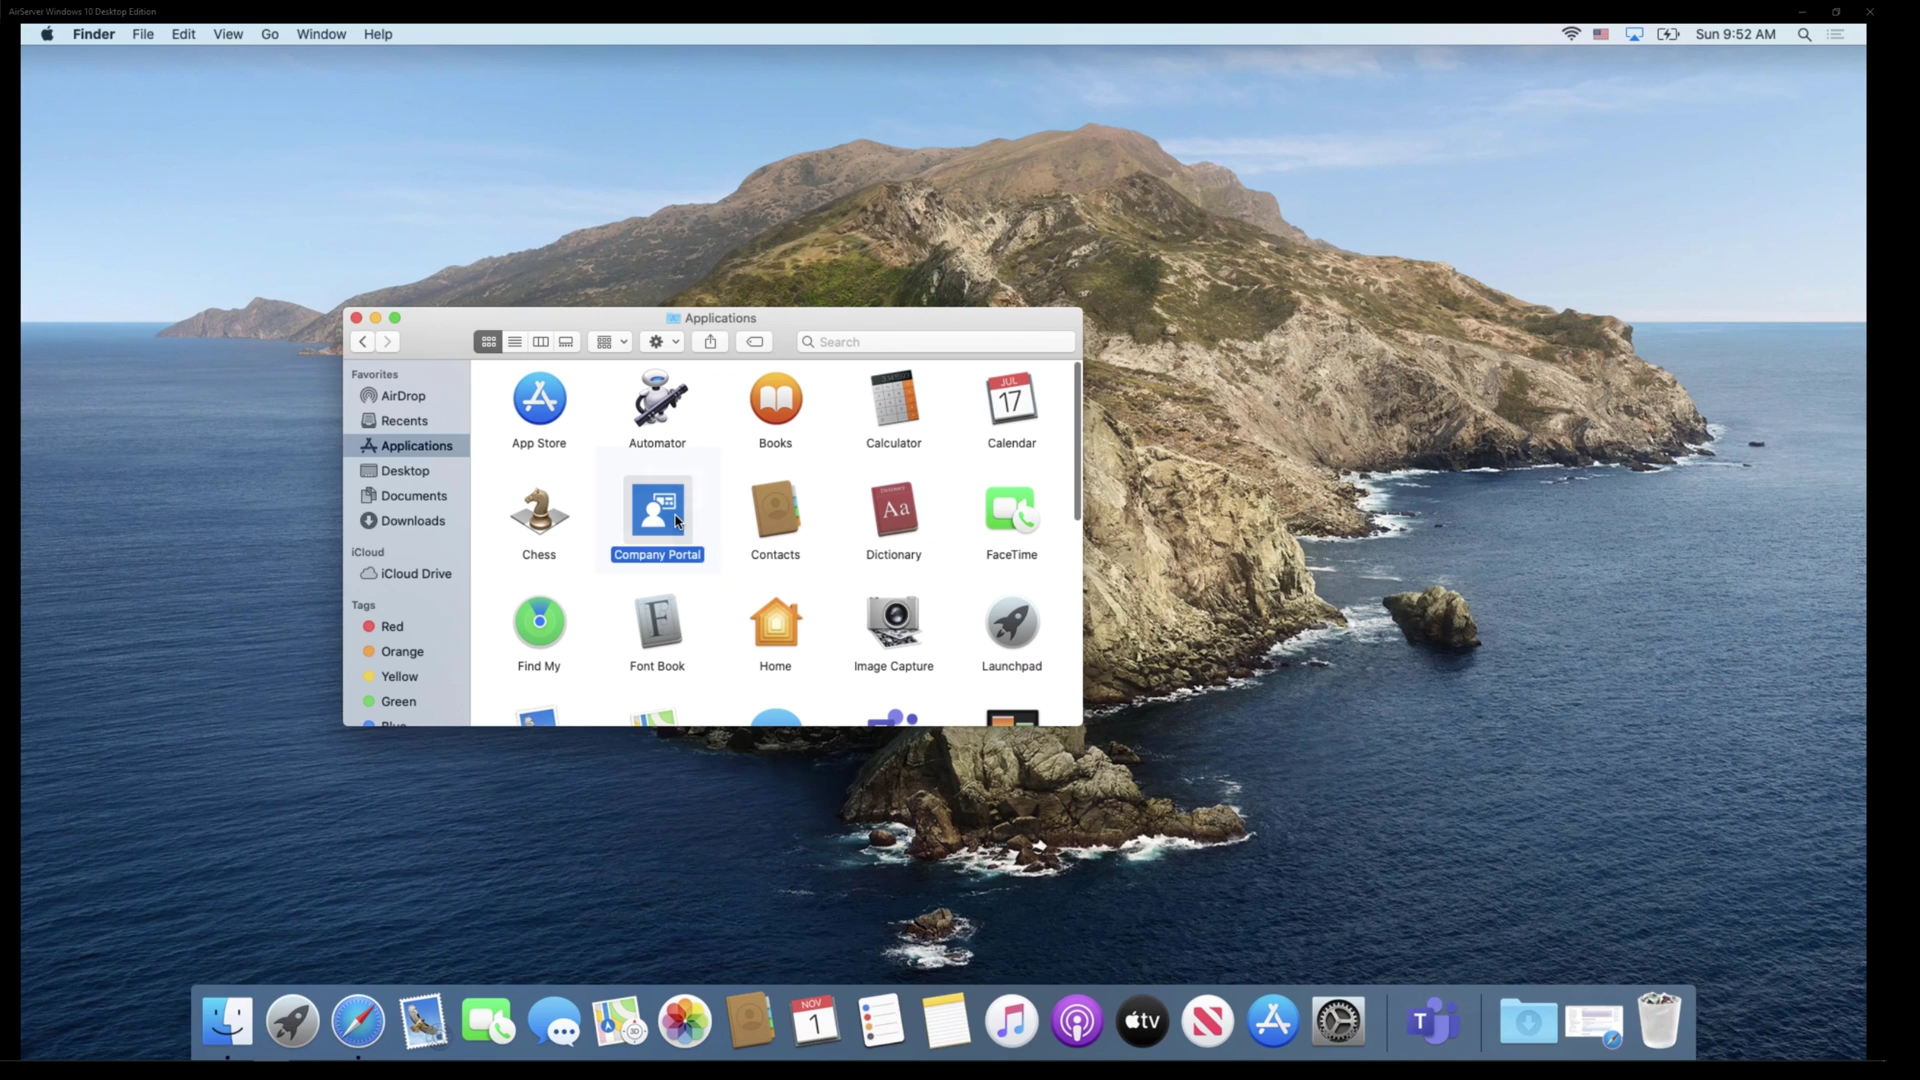 AirServer Windows 10 Desktop Edition
Finder File Edit View Go Window Help Sun 9:52 AM
Applications
Search
Favorites
AirDrop
Recents
Applications
Desktop
Documents
Downloads
iCloud
iCloud Drive
Tags
Red
Orange
Yellow
Green
Blue
JUL
17
App Store Automator Books Calculator Calendar
Dictionary
Aa
Chess Company Portal Contacts Dictionary FaceTime
F
Find My Font Book Home Image Capture Launchpad
NOV
1
3D
tv
T